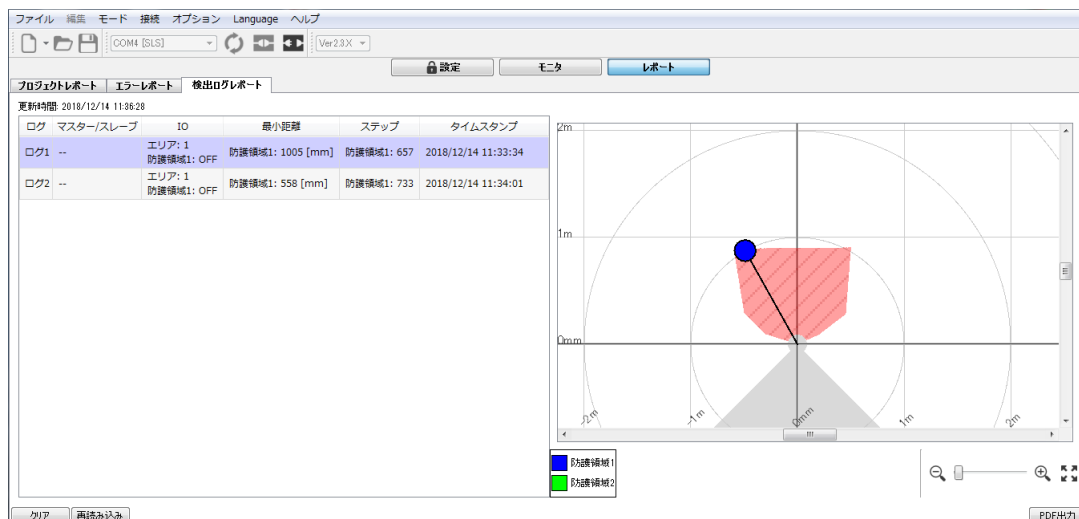 ファイル 編集 モード 接続 オプション Language ヘルプ
COM4 [SLS] Ver2.3X
設定 モニタ レポート
プロジェクトレポート エラーレポート 検出ログレポート
更新時間: 2018/12/14 11:36:28
ログ マスター/スレーブ IO 最小距離 ステップ タイムスタンプ
ログ1 -- エリア: 1 防護領域1: OFF 防護領域1: 1005 [mm] 防護領域1: 657 2018/12/14 11:33:34
ログ2 -- エリア: 1 防護領域1: OFF 防護領域1: 558 [mm] 防護領域1: 733 2018/12/14 11:34:01
2m
1m
0mm
-2m -1m 0mm 1m 2m
防護領域1
防護領域2
クリア 再読み込み PDF出力